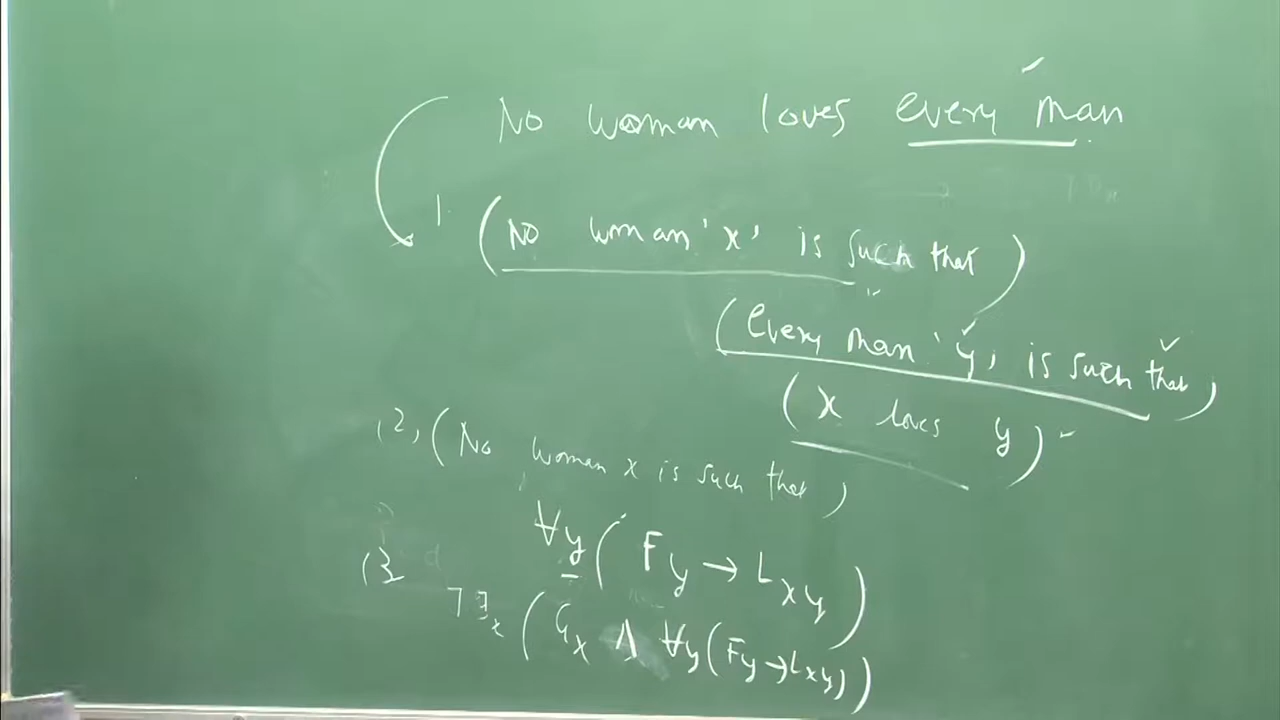 No woman loves every man
1. (No woman 'x' is such that)
(every man 'y' is such that)
(x loves y)
(2) (No woman x is such that)
∀y (Fy → Lxy)
(3
¬∃x (Gx ∧ ∀y(Fy→Lxy))